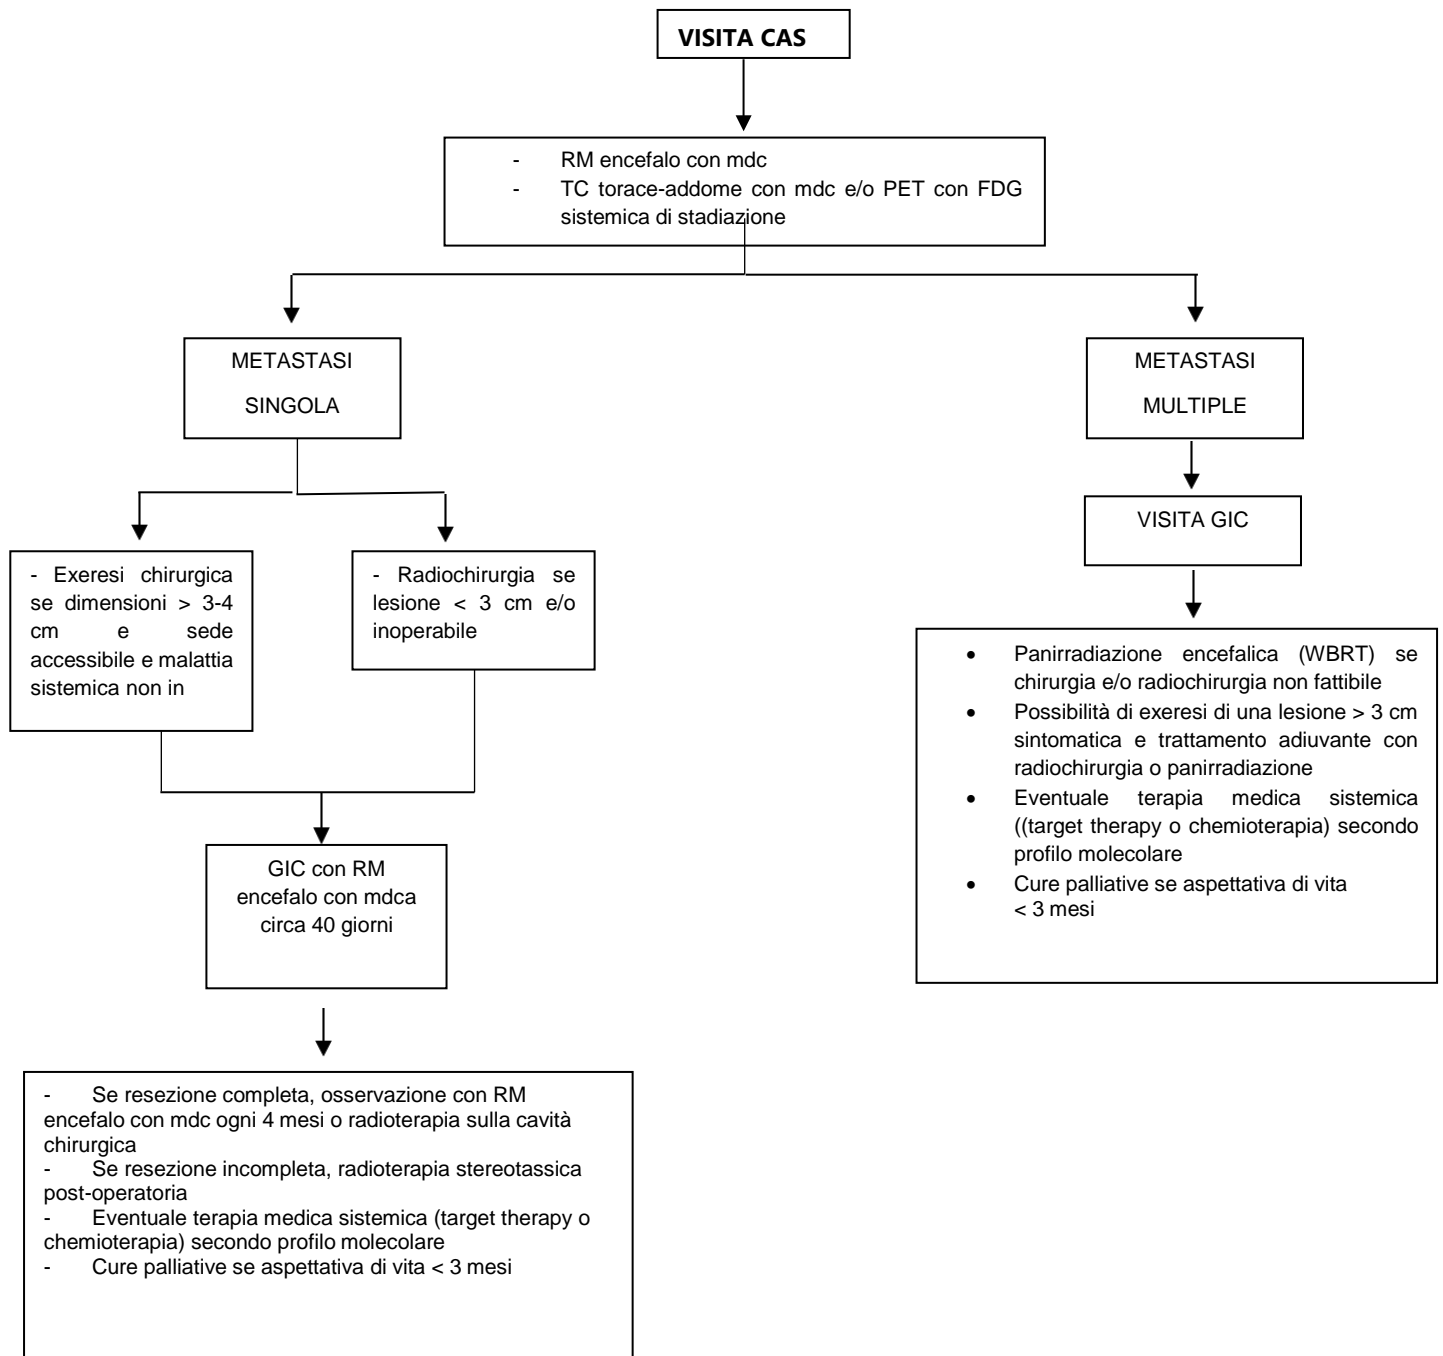 VISITA CAS
- RM encefalo con mdc
- TC torace-addome con mdc e/o PET con FDG
sistemica di stadiazione
METASTASI
SINGOLA
METASTASI
MULTIPLE
VISITA GIC
- Exeresi chirurgica
se dimensioni > 3-4
cm e sede
accessibile e malattia
sistemica non in
- Radiochirurgia se
lesione < 3 cm e/o
inoperabile
• Panirradiazione encefalica (WBRT) se
chirurgia e/o radiochirurgia non fattibile
• Possibilità di exeresi di una lesione > 3 cm
sintomatica e trattamento adiuvante con
radiochirurgia o panirradiazione
• Eventuale terapia medica sistemica
((target therapy o chemioterapia) secondo
profilo molecolare
• Cure palliative se aspettativa di vita
< 3 mesi
GIC con RM
encefalo con mdca
circa 40 giorni
- Se resezione completa, osservazione con RM
encefalo con mdc ogni 4 mesi o radioterapia sulla cavità
chirurgica
- Se resezione incompleta, radioterapia stereotassica
post-operatoria
- Eventuale terapia medica sistemica (target therapy o
chemioterapia) secondo profilo molecolare
- Cure palliative se aspettativa di vita < 3 mesi